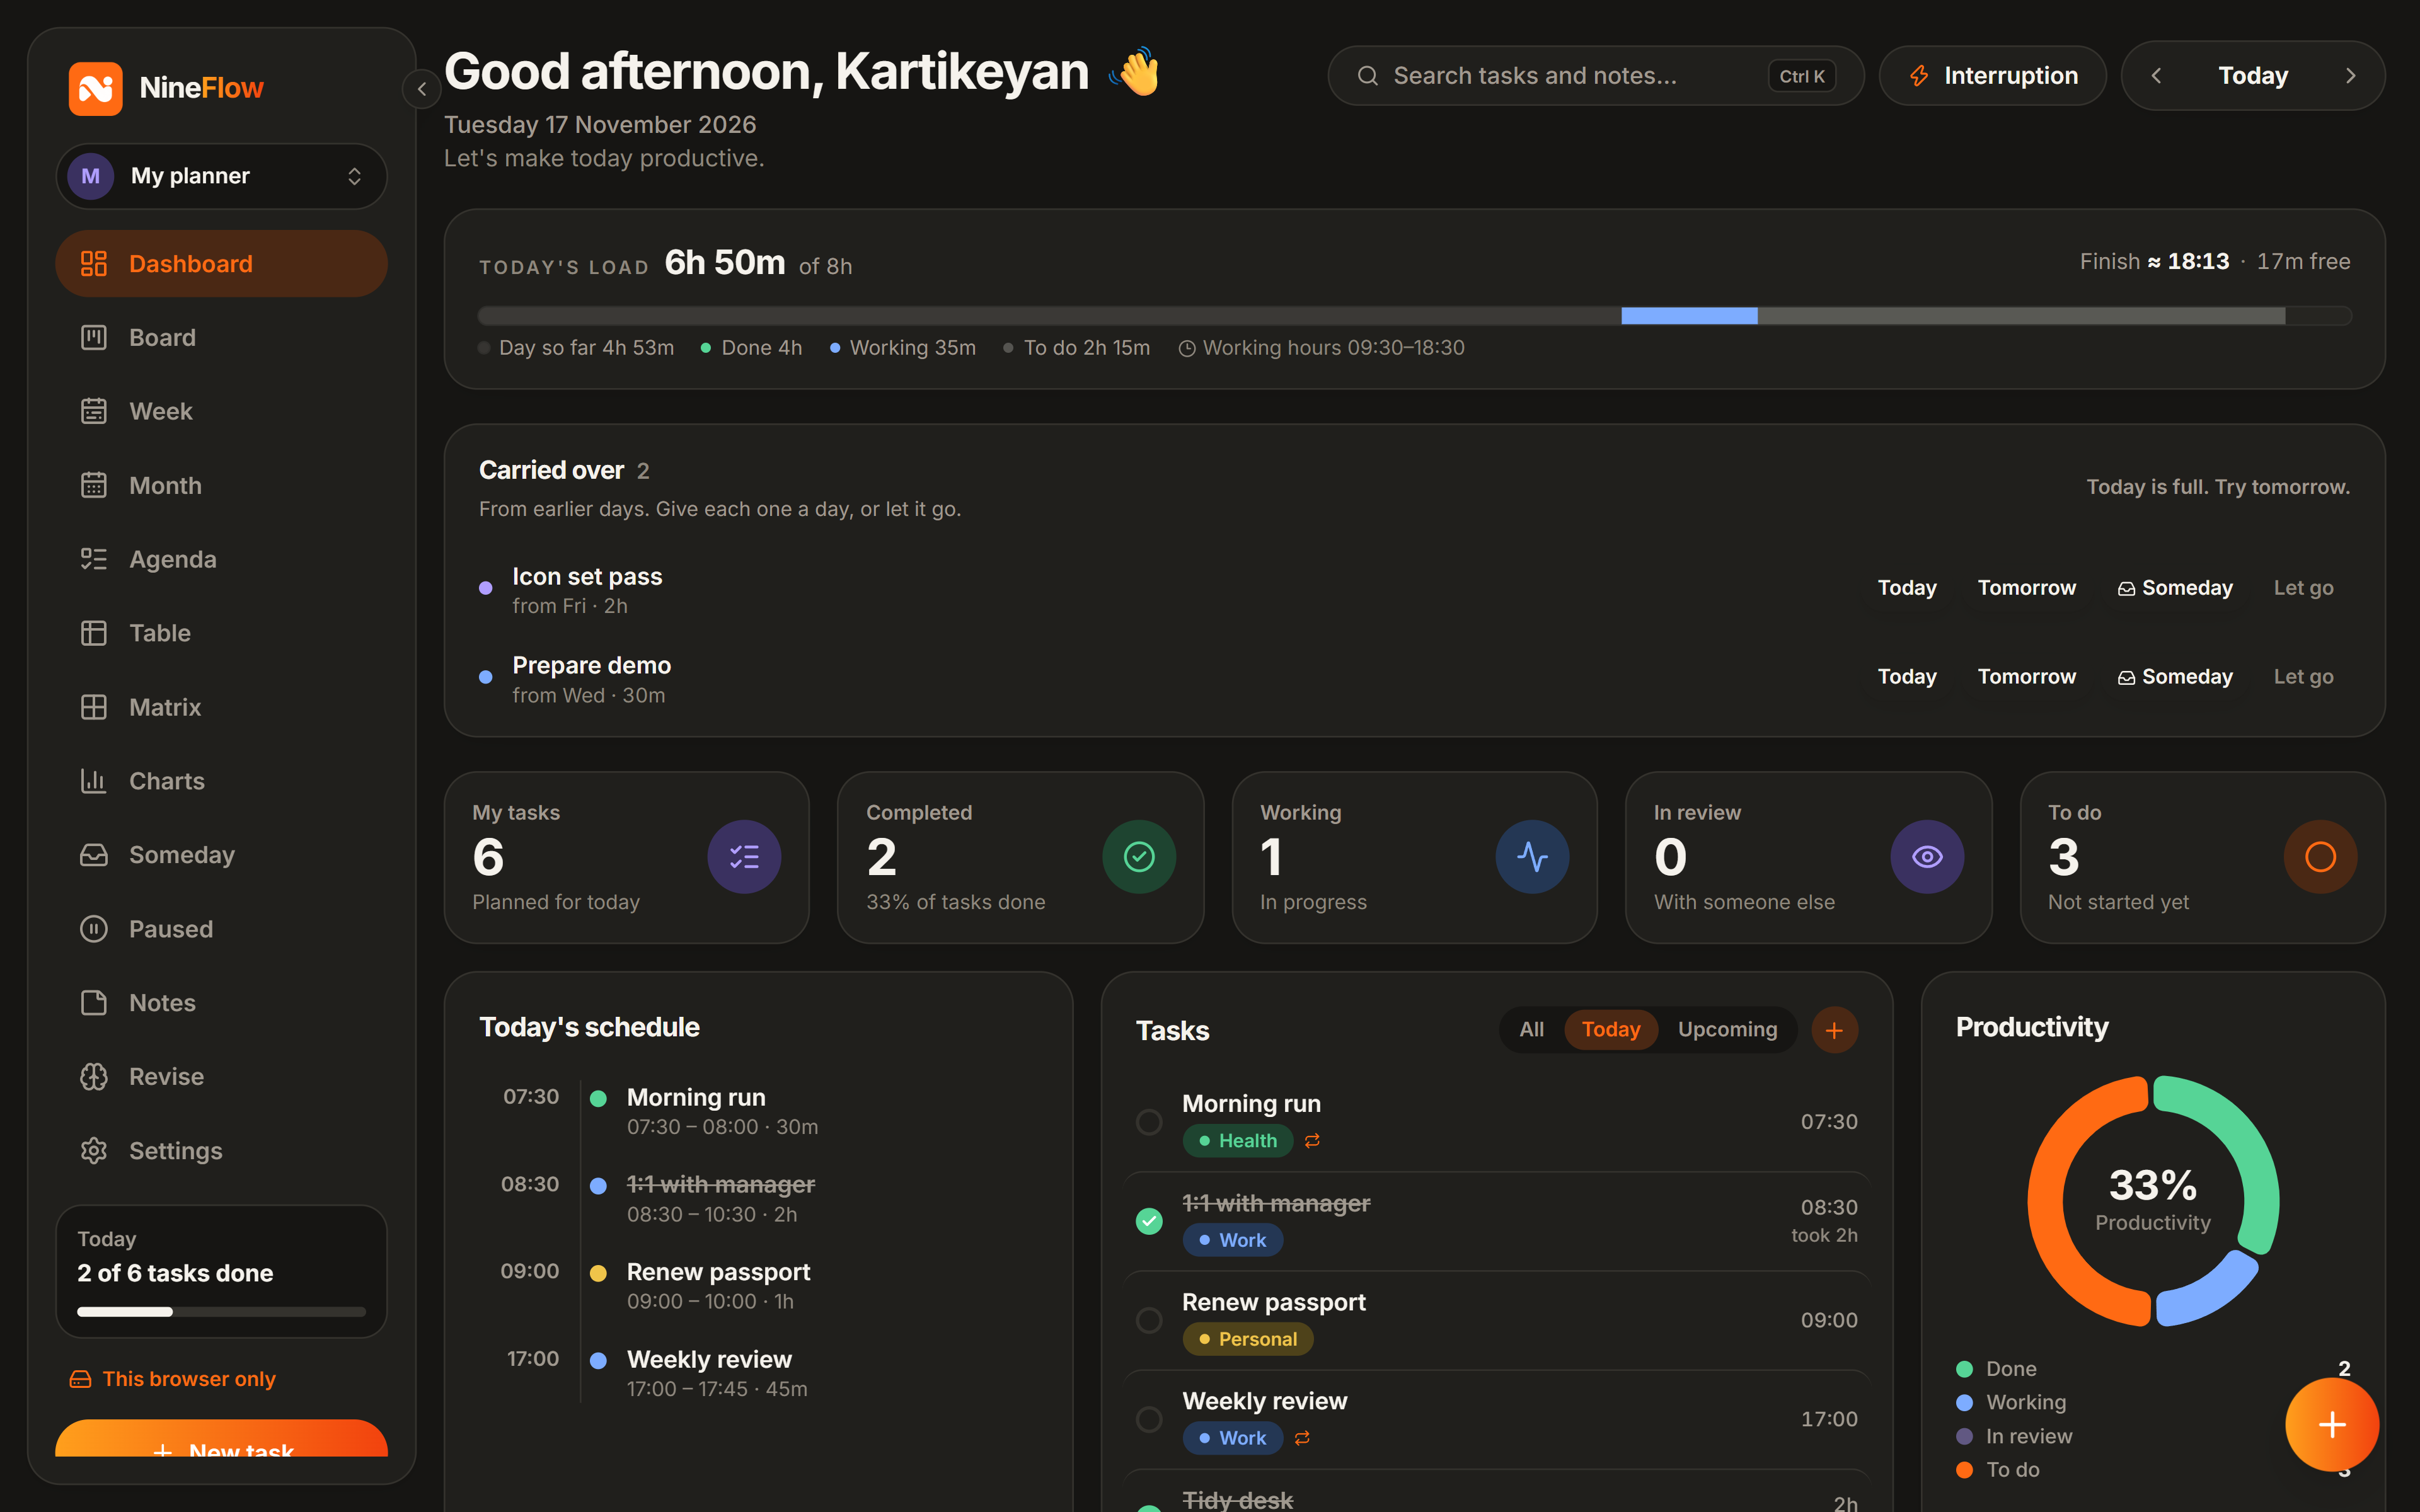 NineFlow
M My planner
Dashboard
Board
Week
Month
Agenda
Table
Matrix
Charts
Someday
Paused
Notes
Revise
Settings
Today
2 of 6 tasks done
This browser only
+ New task
Good afternoon, Kartikeyan 👋
Tuesday 17 November 2026
Let's make today productive.
Search tasks and notes... Ctrl K
Interruption
Today
TODAY'S LOAD 6h 50m of 8h
Finish ≈ 18:13 · 17m free
Day so far 4h 53m Done 4h Working 35m To do 2h 15m Working hours 09:30–18:30
Carried over 2
From earlier days. Give each one a day, or let it go.
Today is full. Try tomorrow.
Icon set pass
from Fri · 2h
Today Tomorrow Someday Let go
Prepare demo
from Wed · 30m
Today Tomorrow Someday Let go
My tasks
6
Planned for today
Completed
2
33% of tasks done
Working
1
In progress
In review
0
With someone else
To do
3
Not started yet
Today's schedule
07:30 Morning run
07:30 – 08:00 · 30m
08:30 1:1 with manager
08:30 – 10:30 · 2h
09:00 Renew passport
09:00 – 10:00 · 1h
17:00 Weekly review
17:00 – 17:45 · 45m
Tasks
All Today Upcoming +
Morning run
Health
07:30
1:1 with manager
Work
08:30
took 2h
Renew passport
Personal
09:00
Weekly review
Work
17:00
Tidy desk
2h
Productivity
33%
Productivity
Done 2
Working
In review
To do 3
+